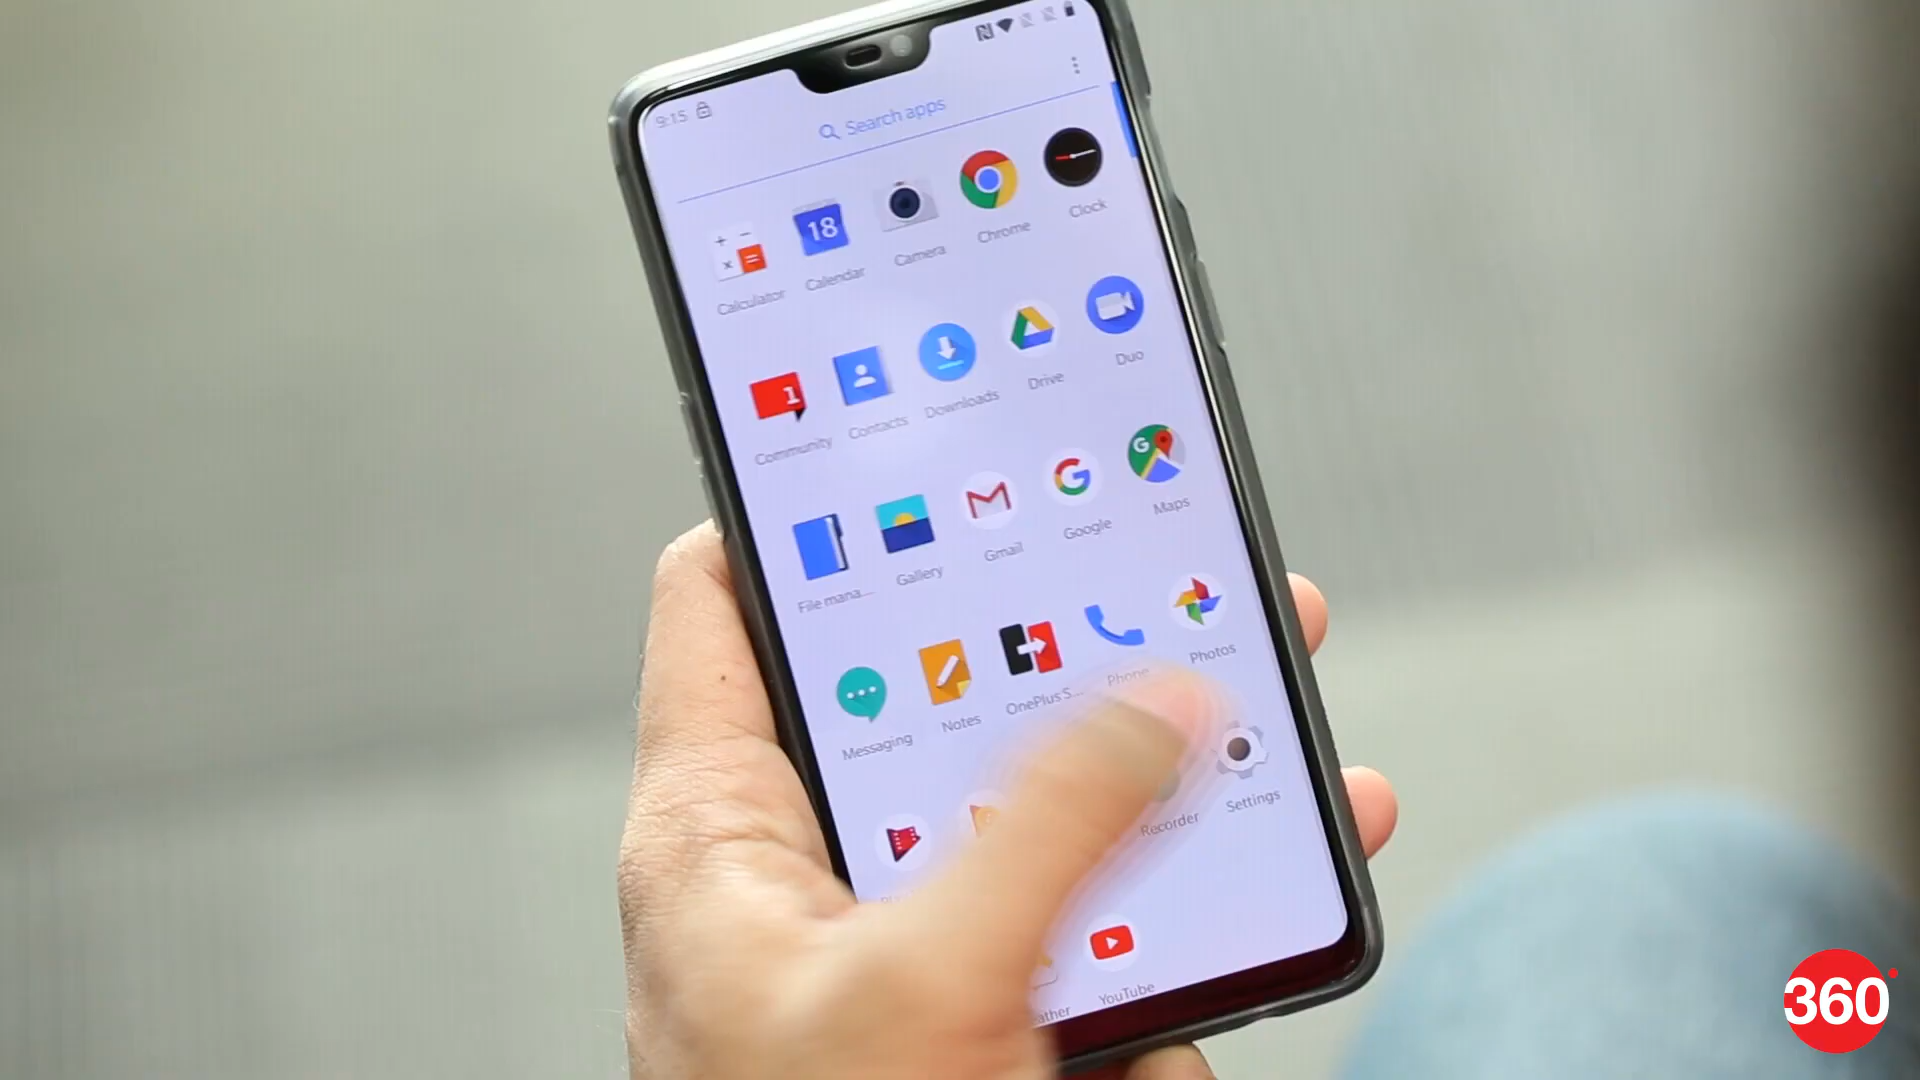 9:15
Search apps
Calculator
18
Calendar
Camera
Chrome
Clock
1
Community
Contacts
Downloads
Drive
Duo
File mana...
Gallery
Gmail
G
Google
G
Maps
Messaging
Notes
OnePlus S...
Phone
Photos
Recorder
Settings
YouTube
360